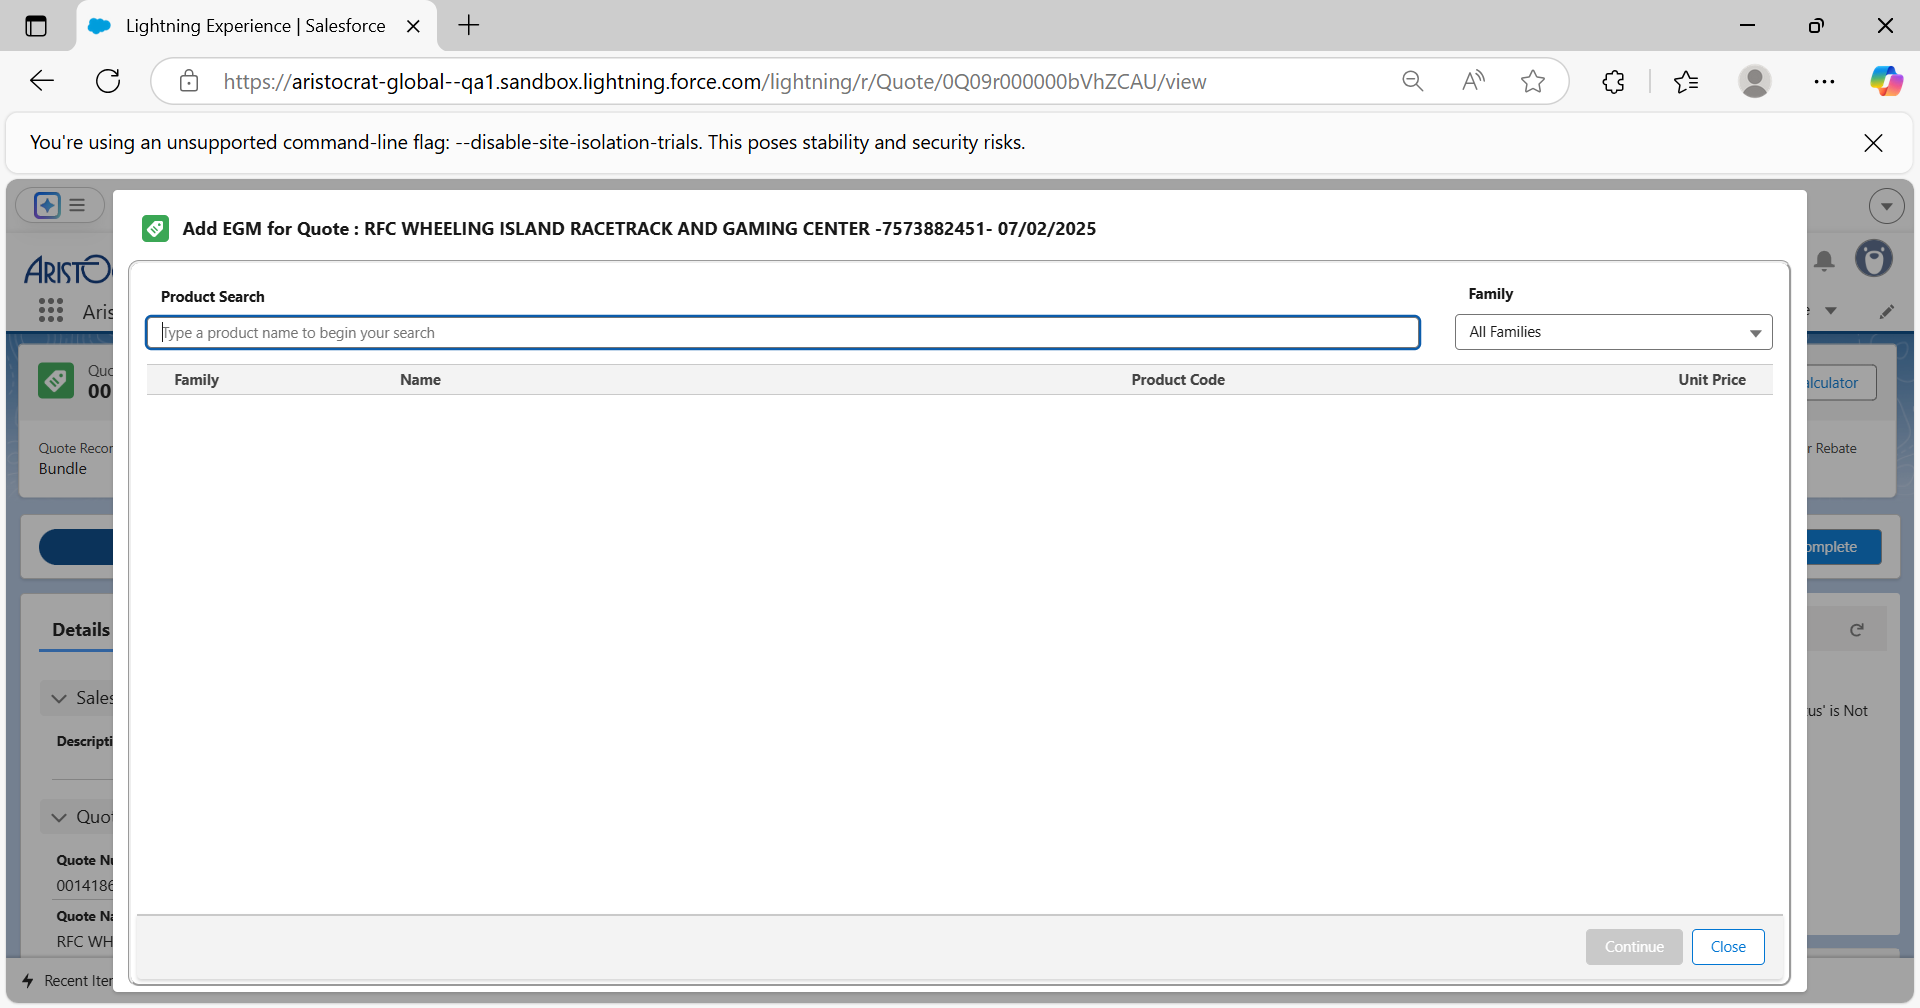 Lightning Experience | Salesforce
https://aristocrat-global--qa1.sandbox.lightning.force.com/lightning/r/Quote/0Q09r000000bVhZCAU/view
You're using an unsupported command-line flag: --disable-site-isolation-trials. This poses stability and security risks.
Add EGM for Quote : RFC WHEELING ISLAND RACETRACK AND GAMING CENTER -7573882451- 07/02/2025
ARISTOC
Aris
Product Search
Family
Type a product name to begin your search
All Families
Family Name Product Code Unit Price
Quo
00
alculator
Quote Recor
Bundle
r Rebate
omplete
Details
Sales
us' is Not
Descripti
Quot
Quote Nu
0014186
Quote Na
RFC WH
Continue
Close
Recent Iter